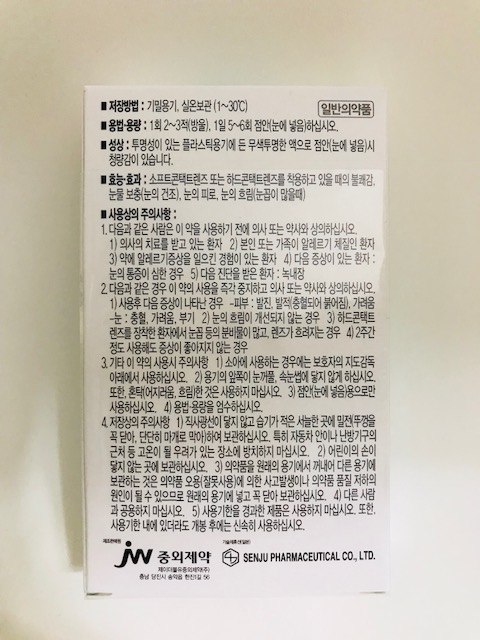 ■ 저장방법 : 기밀용기, 실온보관 (1~30℃)
일반의약품
■ 용법·용량 : 1회 2~3적(방울), 1일 5~6회 점안(눈에 넣음)하십시오.
■ 성상 : 투명성이 있는 플라스틱용기에 든 무색투명한 액으로 점안(눈에 넣음)시
청량감이 있습니다.
■ 효능·효과 : 소프트콘택트렌즈 또는 하드콘택트렌즈를 착용하고 있을 때의 불쾌감,
눈물 보충(눈의 건조), 눈의 피로, 눈의 흐림(눈곱이 많을때)
■ 사용상의 주의사항 :
1. 다음과 같은 사람은 이 약을 사용하기 전에 의사 또는 약사와 상의하십시오.
1) 의사의 치료를 받고 있는 환자 2) 본인 또는 가족이 알레르기 체질인 환자
3) 약에 알레르기증상을 일으킨 경험이 있는 환자 4) 다음 증상이 있는 환자 :
눈의 통증이 심한 경우 5) 다음 진단을 받은 환자 : 녹내장
2. 다음과 같은 경우 이 약의 사용을 즉각 중지하고 의사 또는 약사와 상의하십시오.
1) 사용후 다음 증상이 나타난 경우 -피부 : 발진, 발적(충혈되어 붉어짐), 가려움
-눈 : 충혈, 가려움, 부기 2) 눈의 흐림이 개선되지 않는 경우 3) 하드콘택트
렌즈를 장착한 환자에서 눈곱 등의 분비물이 많고, 렌즈가 흐려지는 경우 4) 2주간
정도 사용해도 증상이 좋아지지 않는 경우
3. 기타 이 약의 사용시 주의사항 1) 소아에 사용하는 경우에는 보호자의 지도감독
아래에서 사용하십시오. 2) 용기의 앞쪽이 눈꺼풀, 속눈썹에 닿지 않게 하십시오.
또한, 혼탁(어지러움, 흐림)한 것은 사용하지 마십시오. 3) 점안(눈에 넣음)용으로만
사용하십시오. 4) 용법·용량을 엄수하십시오.
4. 저장상의 주의사항 1) 직사광선이 닿지 않고 습기가 적은 서늘한 곳에 밀전(뚜껑을
꼭 닫아, 단단히 마개로 막아)하여 보관하십시오. 특히 자동차 안이나 난방기구의
근처 등 고온이 될 우려가 있는 장소에 방치하지 마십시오. 2) 어린이의 손이
닿지 않는 곳에 보관하십시오. 3) 의약품을 원래의 용기에서 꺼내어 다른 용기에
보관하는 것은 의약품 오용(잘못사용)에 의한 사고발생이나 의약품 품질 저하의
원인이 될 수 있으므로 원래의 용기에 넣고 꼭 닫아 보관하십시오. 4) 다른 사람
과 공용하지 마십시오. 5) 사용기한을 경과한 제품은 사용하지 마십시오. 또한,
사용기한 내에 있더라도 개봉 후에는 신속히 사용하십시오.
제조판매원
기술제휴선(일본)
JW 중외제약
SENJU PHARMACEUTICAL CO., LTD.
제이더블유중외제약(주)
충남 당진시 송악읍 한진1길 56